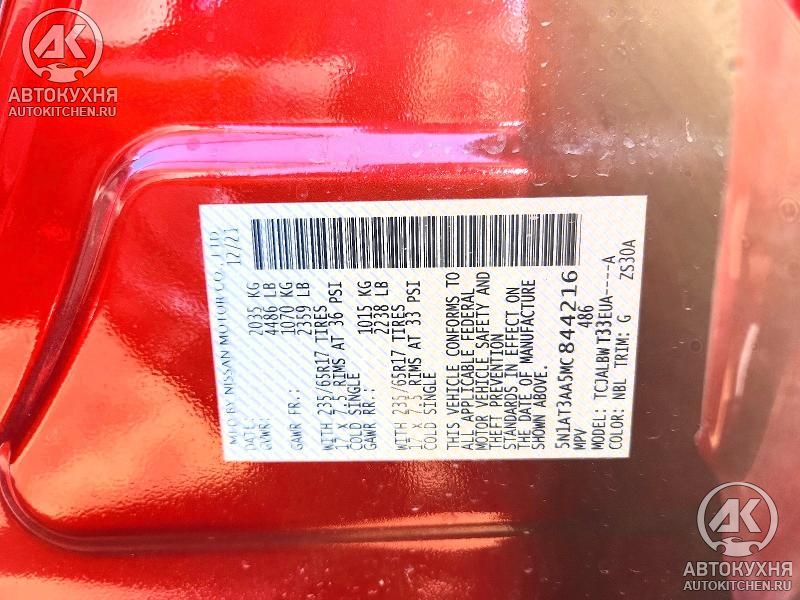 AK
АВТОКУХНЯ
AUTOKITCHEN.RU
MFD BY NISSAN MOTOR CO., LTD.
DATE: 12/21
GVWR: 2035 KG
4486 LB
GAWR FR: 1070 KG
2359 LB
WITH 235/65R17 TIRES
17 X 7.5 RIMS AT 36 PSI
COLD SINGLE
GAWR RR: 1015 KG
2238 LB
WITH 235/65R17 TIRES
17 X 7.5 RIMS AT 33 PSI
COLD SINGLE
THIS VEHICLE CONFORMS TO
ALL APPLICABLE FEDERAL
MOTOR VEHICLE SAFETY AND
THEFT PREVENTION
STANDARDS IN EFFECT ON
THE DATE OF MANUFACTURE
SHOWN ABOVE.
5N1AT3AA5MC844216
MPV 486
MODEL: TCJALBWT33EUA----A
COLOR: NBL TRIM: G ZS30A
AK
АВТОКУХНЯ
AUTOKITCHEN.RU